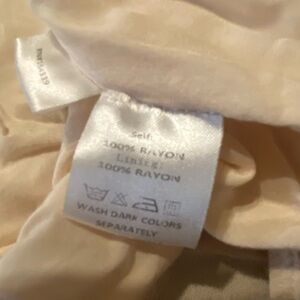 Self:
100% RAYON
Lining:
100% RAYON
WASH DARK COLORS
SEPARATELY